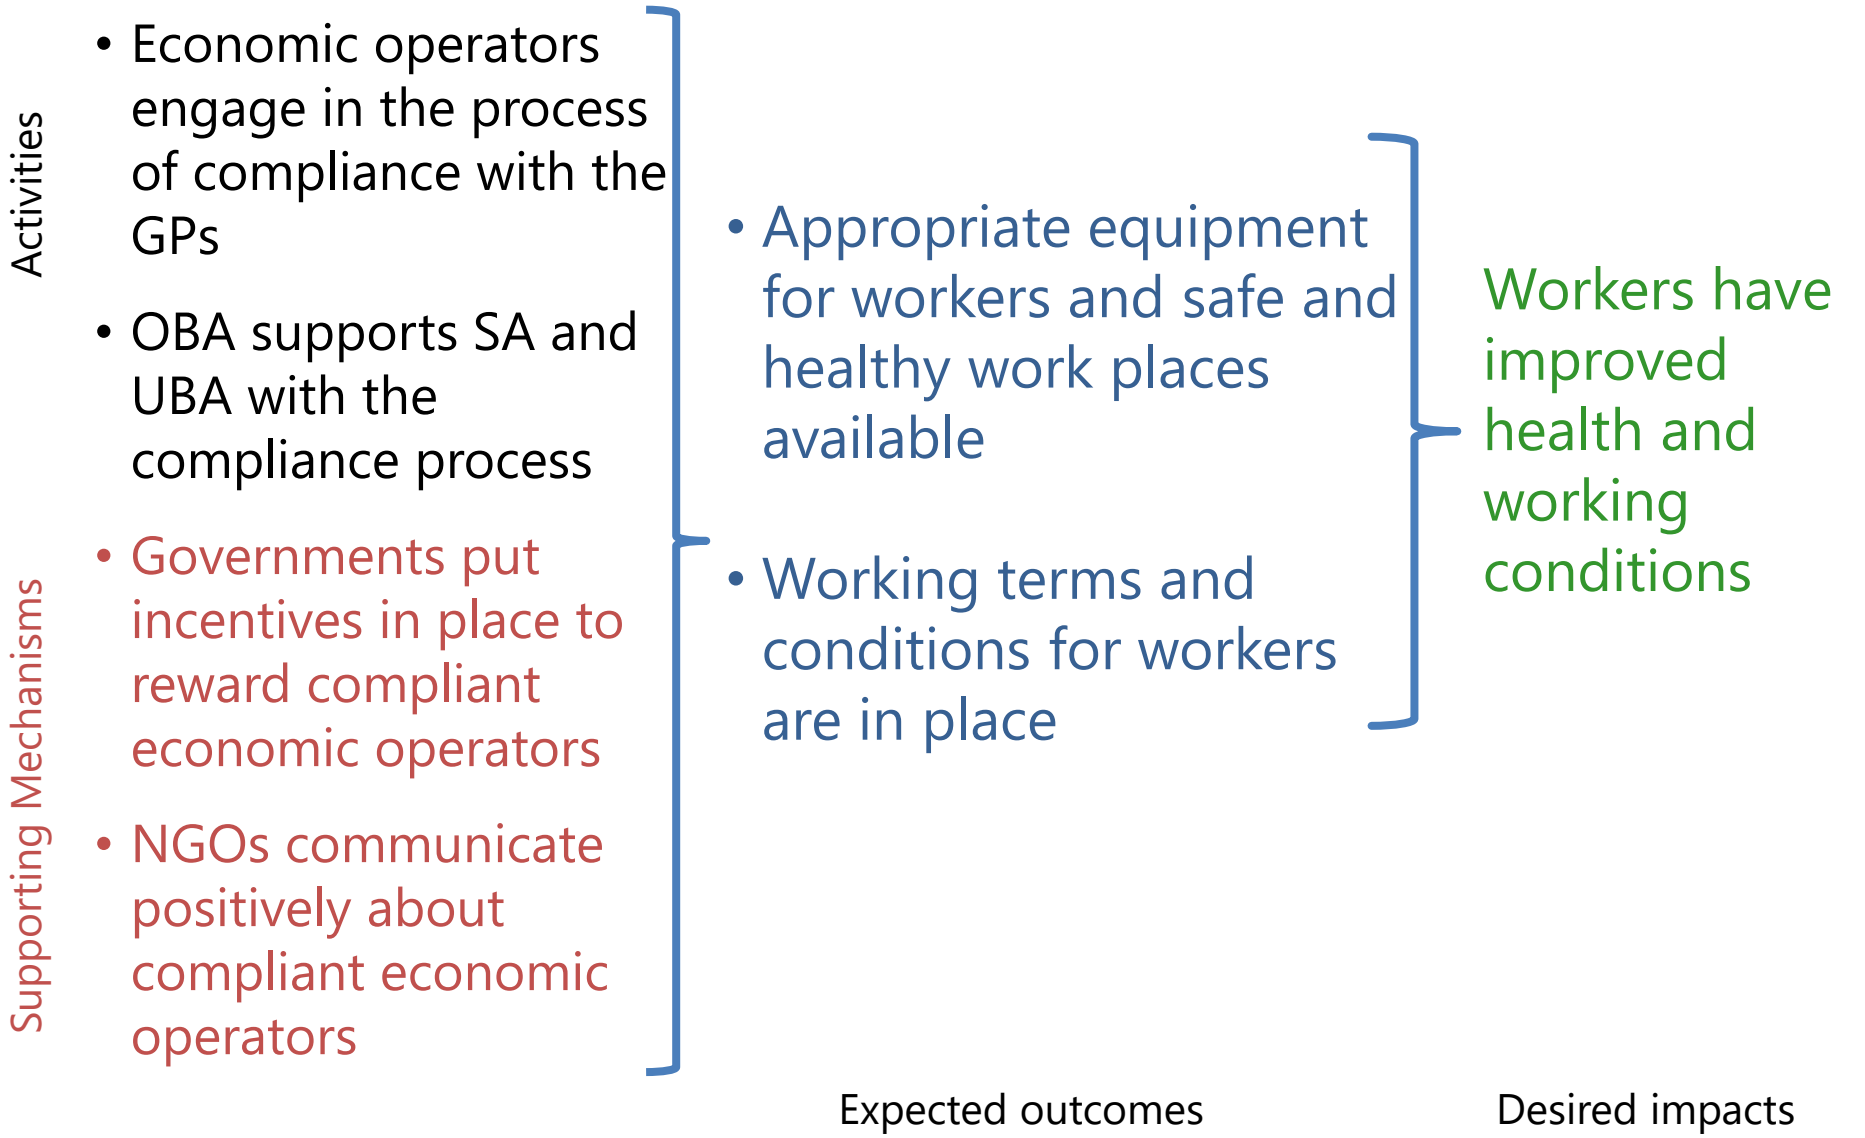 Activities
• Economic operators
engage in the process
of compliance with the
GPs
• OBA supports SA and
UBA with the
compliance process
Supporting Mechanisms
• Governments put
incentives in place to
reward compliant
economic operators
• NGOs communicate
positively about
compliant economic
operators
• Appropriate equipment
for workers and safe and
healthy work places
available
• Working terms and
conditions for workers
are in place
Expected outcomes
Workers have
improved
health and
working
conditions
Desired impacts